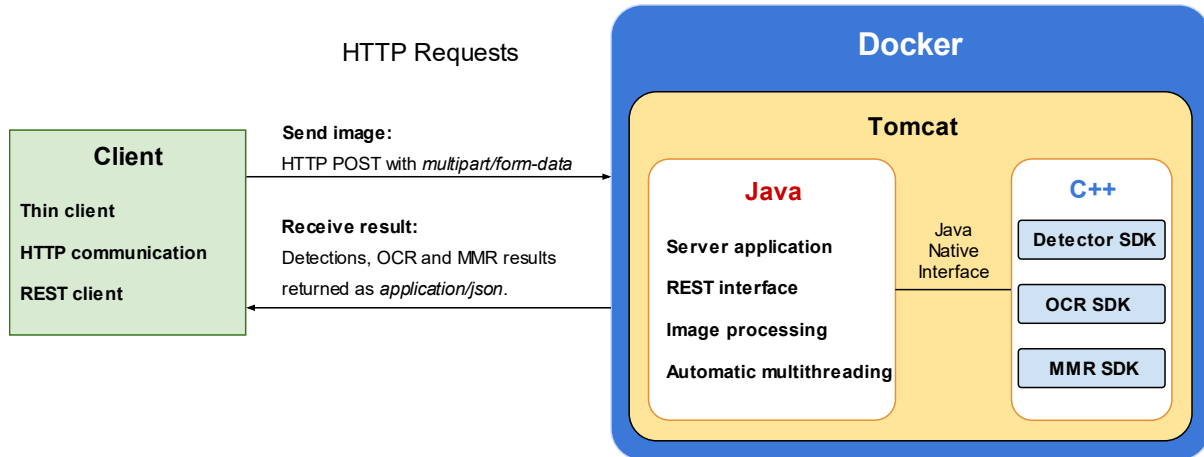 HTTP Requests
Client
Thin client
HTTP communication
REST client
Send image:
HTTP POST with multipart/form-data
Receive result:
Detections, OCR and MMR results
returned as application/json.
Docker
Tomcat
Java
Server application
REST interface
Image processing
Automatic multithreading
Java
Native
Interface
C++
Detector SDK
OCR SDK
MMR SDK